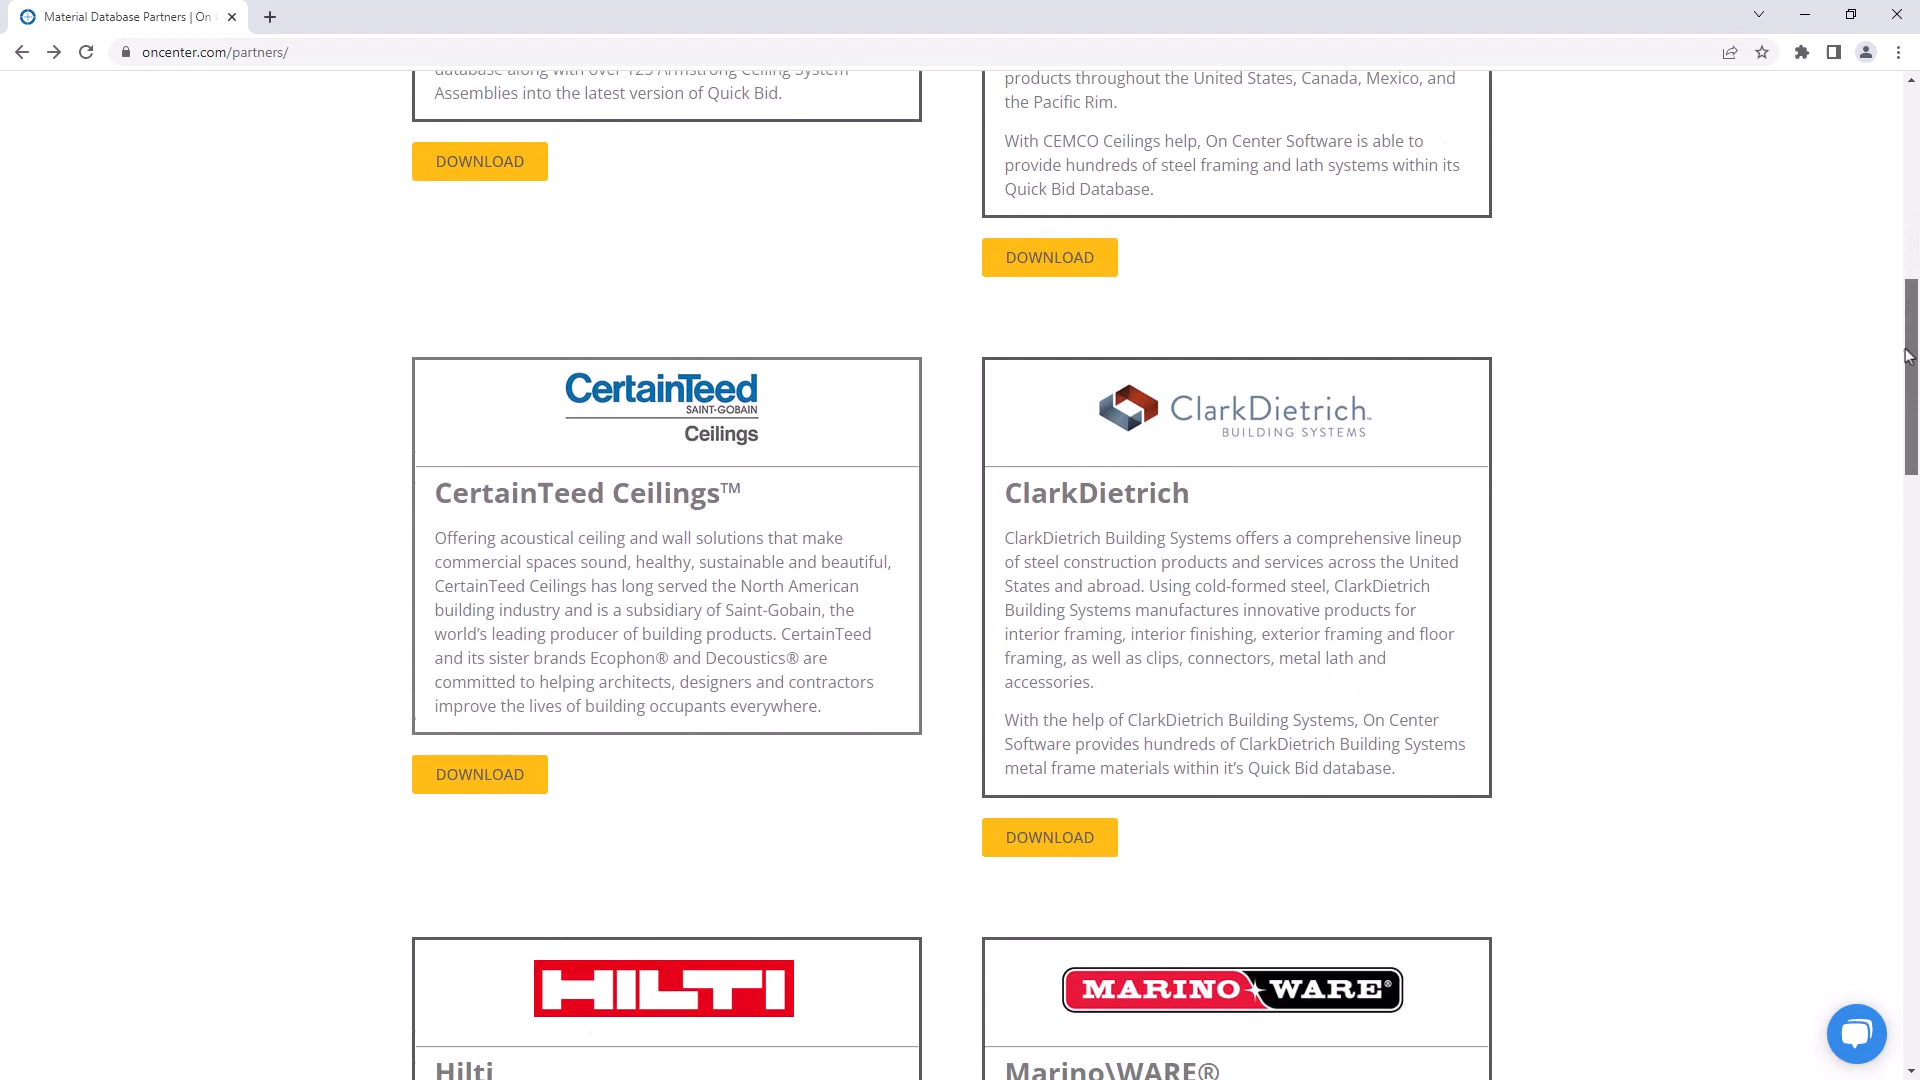 Material Database Partners | On
oncenter.com/partners/
database along with over 125 Armstrong Ceiling System
Assemblies into the latest version of Quick Bid.
DOWNLOAD
products throughout the United States, Canada, Mexico, and
the Pacific Rim.
With CEMCO Ceilings help, On Center Software is able to
provide hundreds of steel framing and lath systems within its
Quick Bid Database.
DOWNLOAD
CertainTeed
SAINT-GOBAIN
Ceilings
CertainTeed Ceilings™
Offering acoustical ceiling and wall solutions that make
commercial spaces sound, healthy, sustainable and beautiful,
CertainTeed Ceilings has long served the North American
building industry and is a subsidiary of Saint-Gobain, the
world’s leading producer of building products. CertainTeed
and its sister brands Ecophon® and Decoustics® are
committed to helping architects, designers and contractors
improve the lives of building occupants everywhere.
DOWNLOAD
ClarkDietrich™
BUILDING SYSTEMS
ClarkDietrich
ClarkDietrich Building Systems offers a comprehensive lineup
of steel construction products and services across the United
States and abroad. Using cold-formed steel, ClarkDietrich
Building Systems manufactures innovative products for
interior framing, interior finishing, exterior framing and floor
framing, as well as clips, connectors, metal lath and
accessories.
With the help of ClarkDietrich Building Systems, On Center
Software provides hundreds of ClarkDietrich Building Systems
metal frame materials within it’s Quick Bid database.
DOWNLOAD
HILTI
Hilti
MARINO WARE®
Marino\WARE®